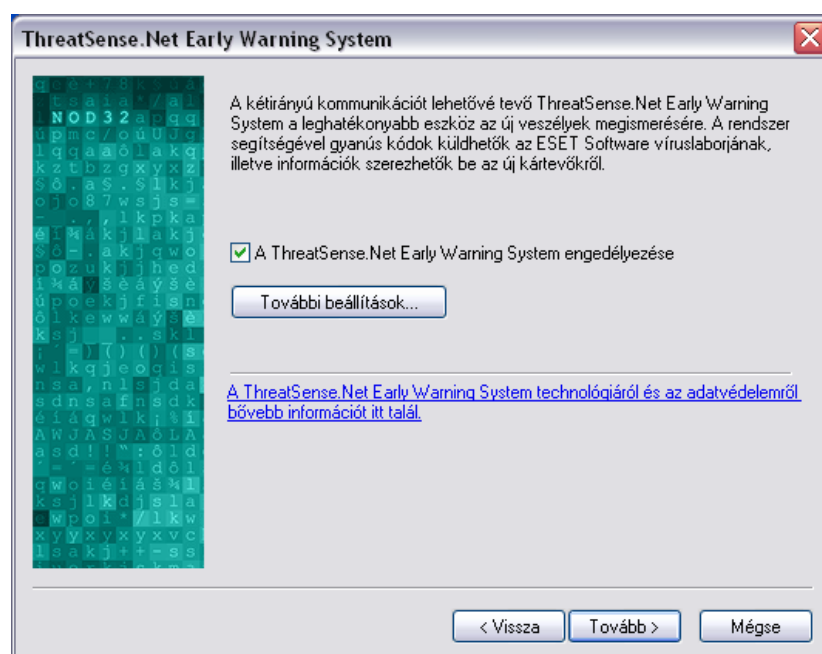 ThreatSense.Net Early Warning System
NOD32
A kétirányú kommunikációt lehetővé tevő ThreatSense.Net Early Warning
System a leghatékonyabb eszköz az új veszélyek megismerésére. A rendszer
segítségével gyanús kódok küldhetők az ESET Software víruslaborjának,
illetve információk szerezhetők be az új kártevőkről.
A ThreatSense.Net Early Warning System engedélyezése
További beállítások...
A ThreatSense.Net Early Warning System technológiáról és az adatvédelemről
bővebb információt itt talál.
< Vissza
Tovább >
Mégse